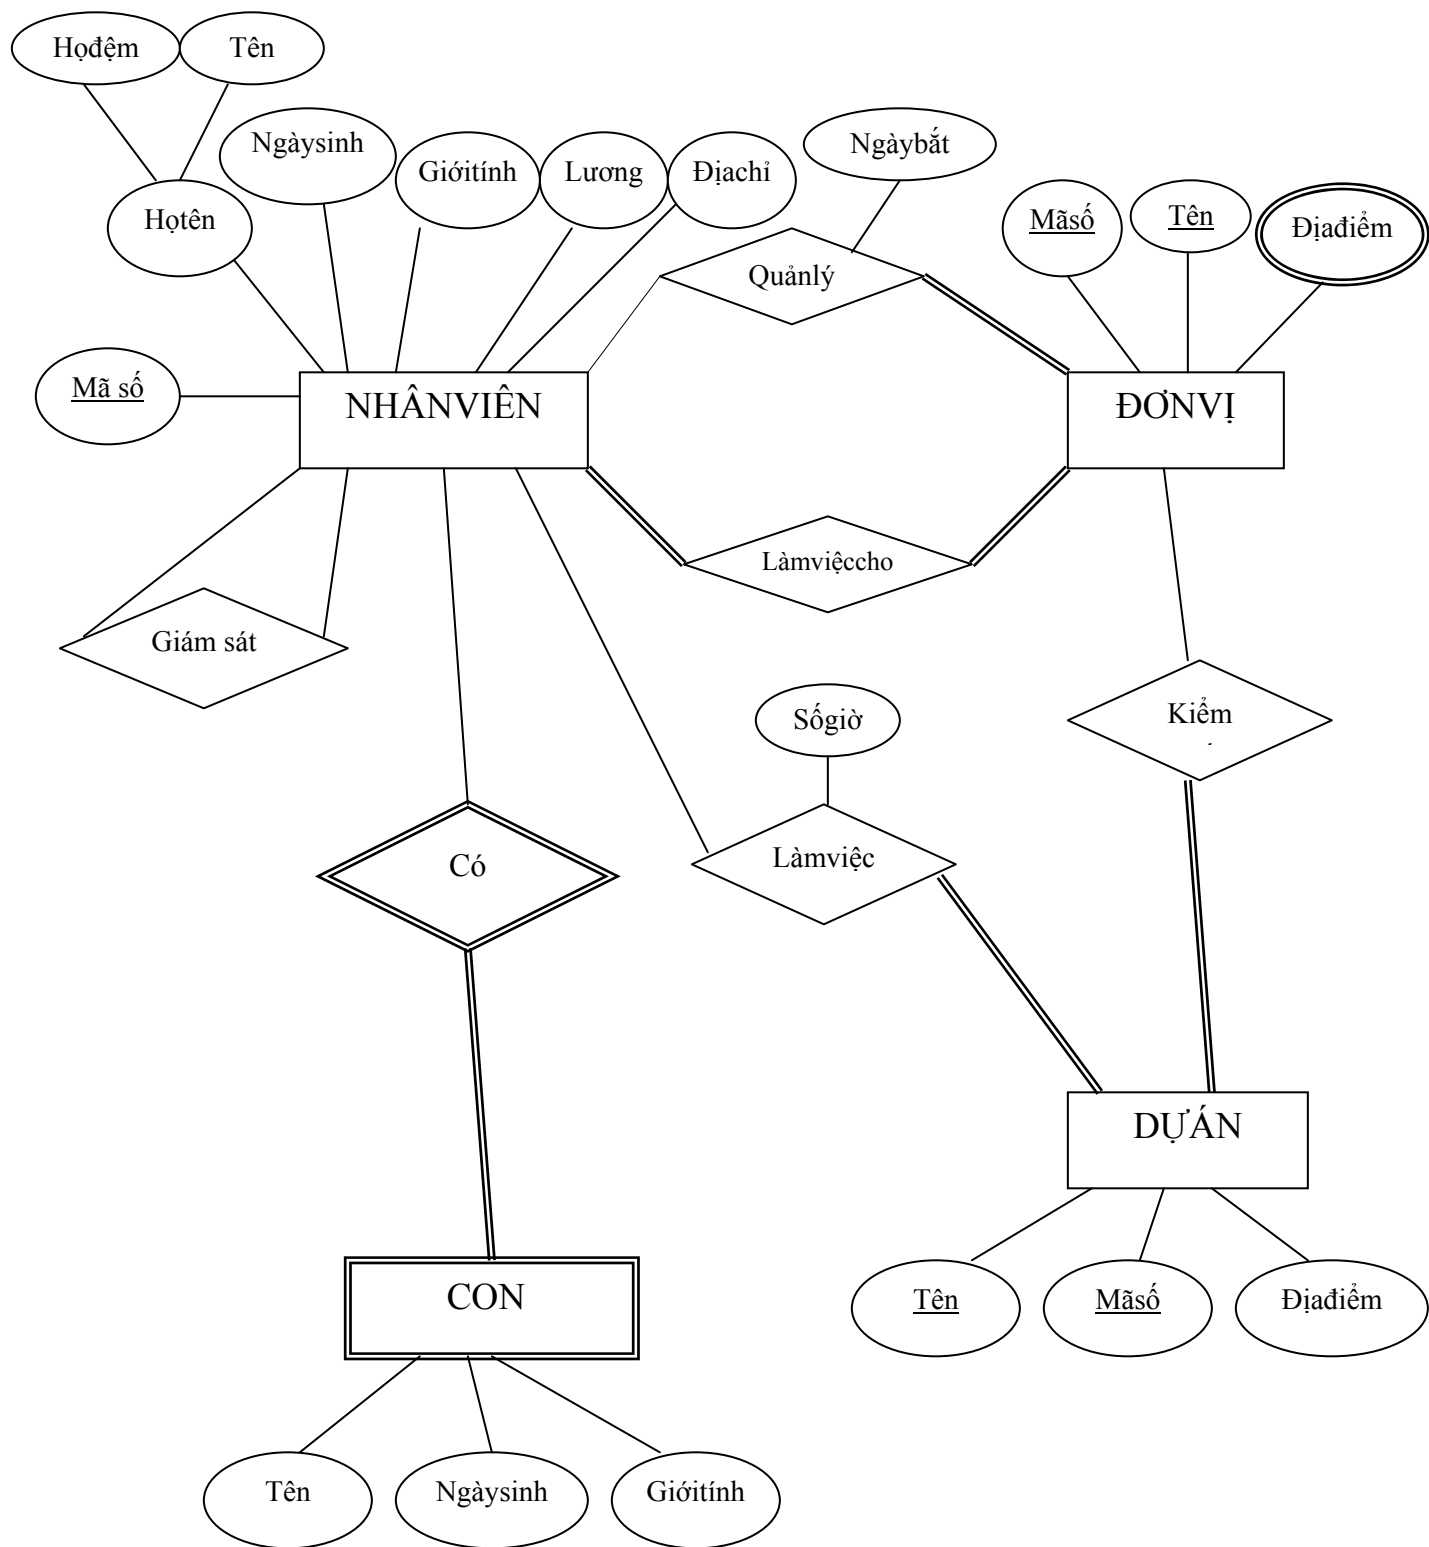 Họđệm
Tên
Ngàysinh
Giớitính
Lương
Địachỉ
Ngàybắt
Mãsố
Tên
Địađiểm
Họtên
Quảnlý
Mã số
NHÂNVIÊN
ĐƠNVỊ
Làmviệccho
Giám sát
Sốgiờ
Kiểm
Có
Làmviệc
DỰÁN
CON
Tên
Mãsố
Địađiểm
Tên
Ngàysinh
Giớitính